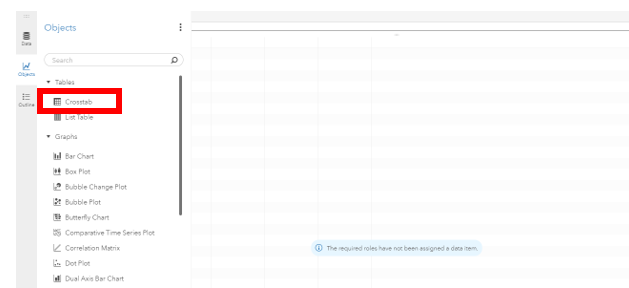 Data
Objects
Outline
Objects
Search
Tables
Crosstab
List Table
Graphs
Bar Chart
Box Plot
Bubble Change Plot
Bubble Plot
Butterfly Chart
Comparative Time Series Plot
Correlation Matrix
Dot Plot
Dual Axis Bar Chart
The required roles have not been assigned a data item.